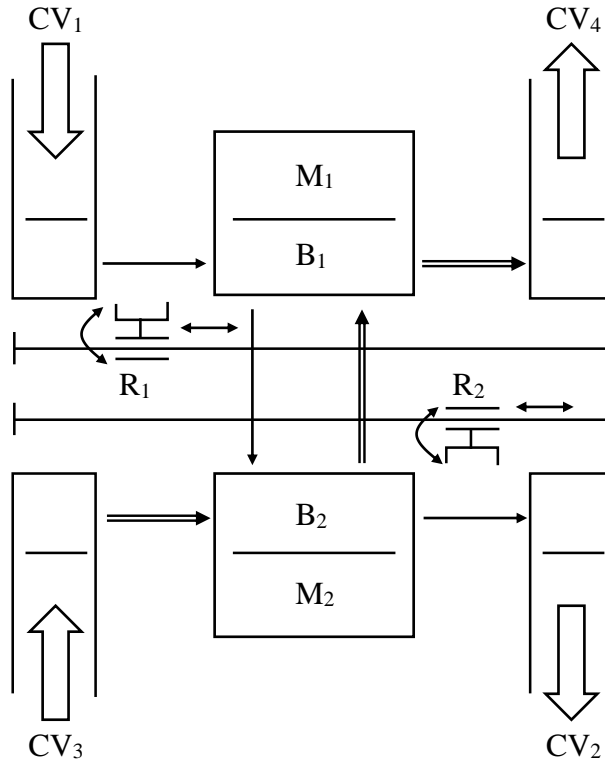 CV₁ CV₄
M₁
B₁
R₁ R₂
B₂
M₂
CV₃ CV₂